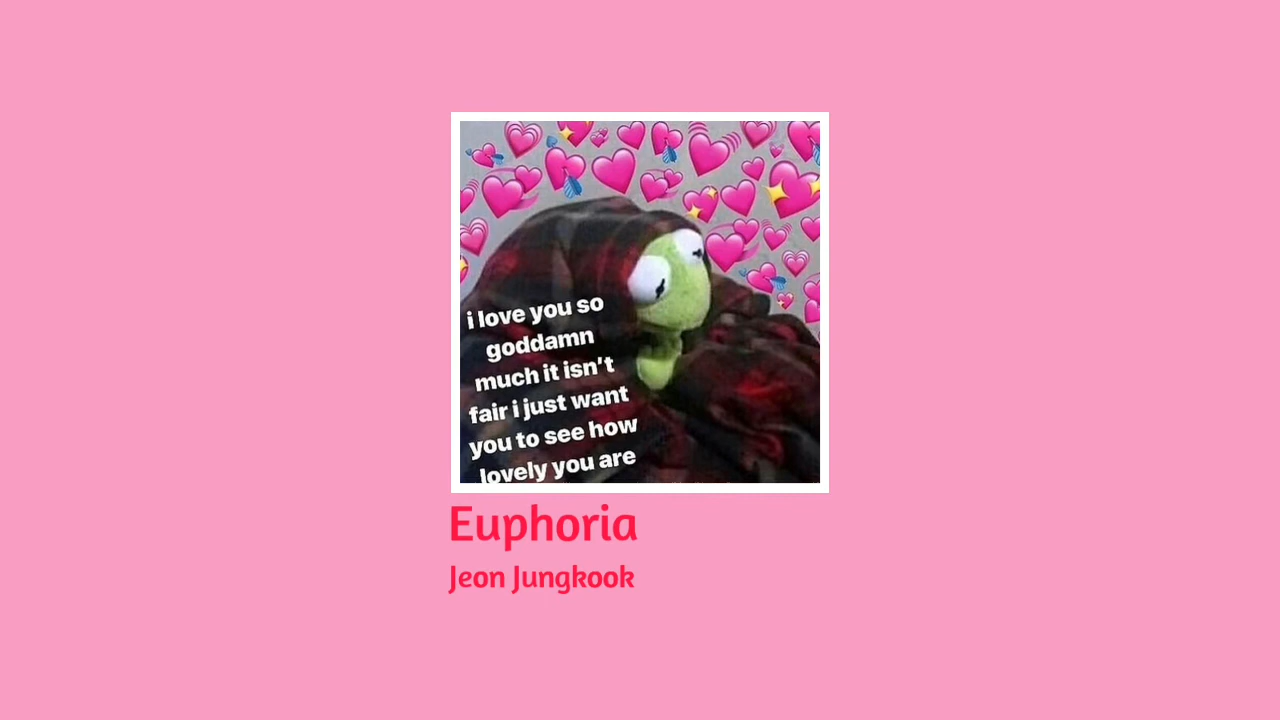 i love you so
goddamn
much it isn't
fair i just want
you to see how
lovely you are
Euphoria
Jeon Jungkook